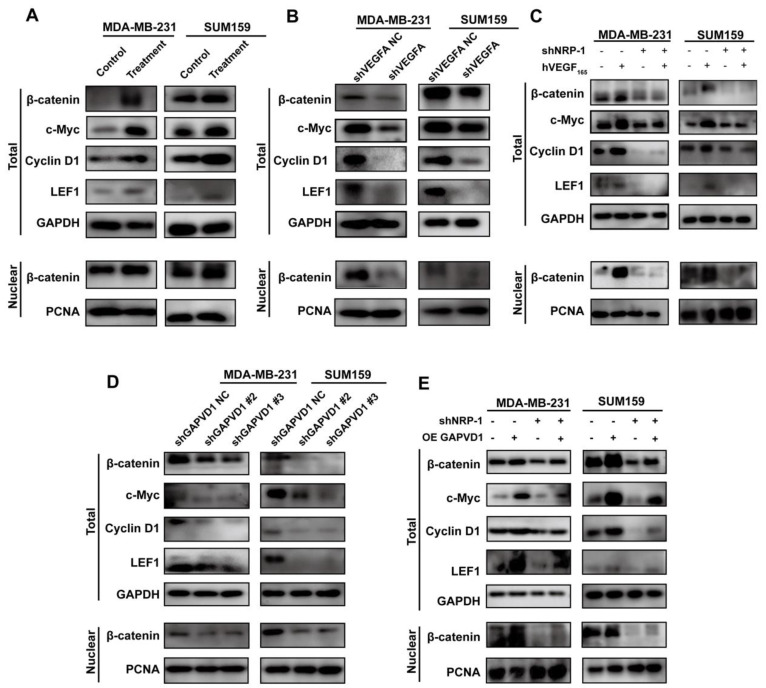 A
MDA-MB-231 SUM159
Control Treatment Control Treatment
Total
β-catenin
c-Myc
Cyclin D1
LEF1
GAPDH
Nuclear
β-catenin
PCNA
B
MDA-MB-231 SUM159
shVEGFA NC shVEGFA shVEGFA NC shVEGFA
Total
β-catenin
c-Myc
Cyclin D1
LEF1
GAPDH
Nuclear
β-catenin
PCNA
C
MDA-MB-231 SUM159
shNRP-1 - - + + - - + +
hVEGF165 - + - + - + - +
Total
β-catenin
c-Myc
Cyclin D1
LEF1
GAPDH
Nuclear
β-catenin
PCNA
D
MDA-MB-231 SUM159
shGAPVD1 NC shGAPVD1 #2 shGAPVD1 #3 shGAPVD1 NC shGAPVD1 #2 shGAPVD1 #3
Total
β-catenin
c-Myc
Cyclin D1
LEF1
GAPDH
Nuclear
β-catenin
PCNA
E
MDA-MB-231 SUM159
shNRP-1 - - + + - - + +
OE GAPVD1 - + - + - + - +
Total
β-catenin
c-Myc
Cyclin D1
LEF1
GAPDH
Nuclear
β-catenin
PCNA